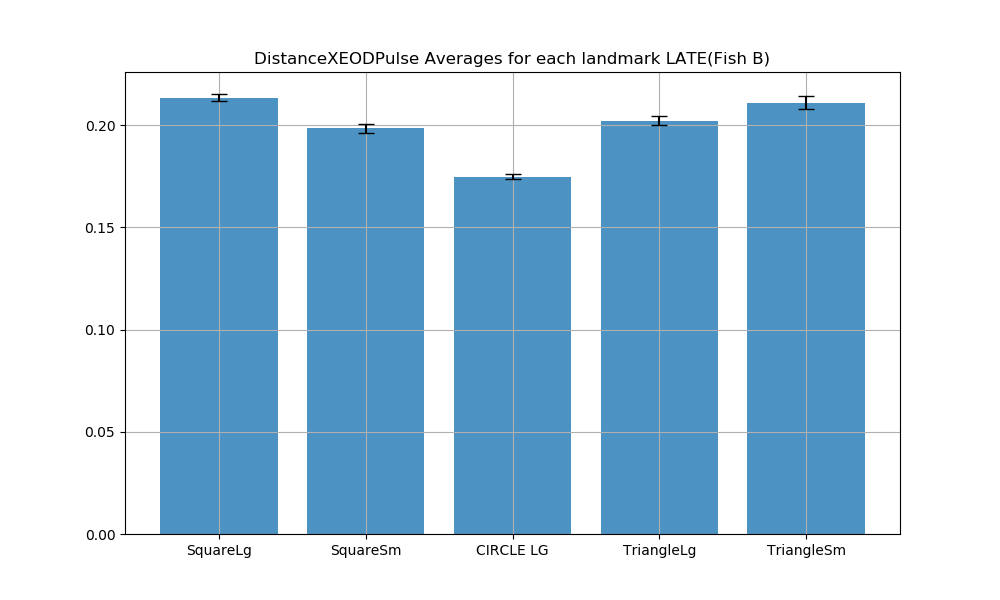 DistanceXEODPulse Averages for each landmark LATE(Fish B)
0.20
0.15
0.10
0.05
0.00
SquareLg SquareSm CIRCLE LG TriangleLg TriangleSm